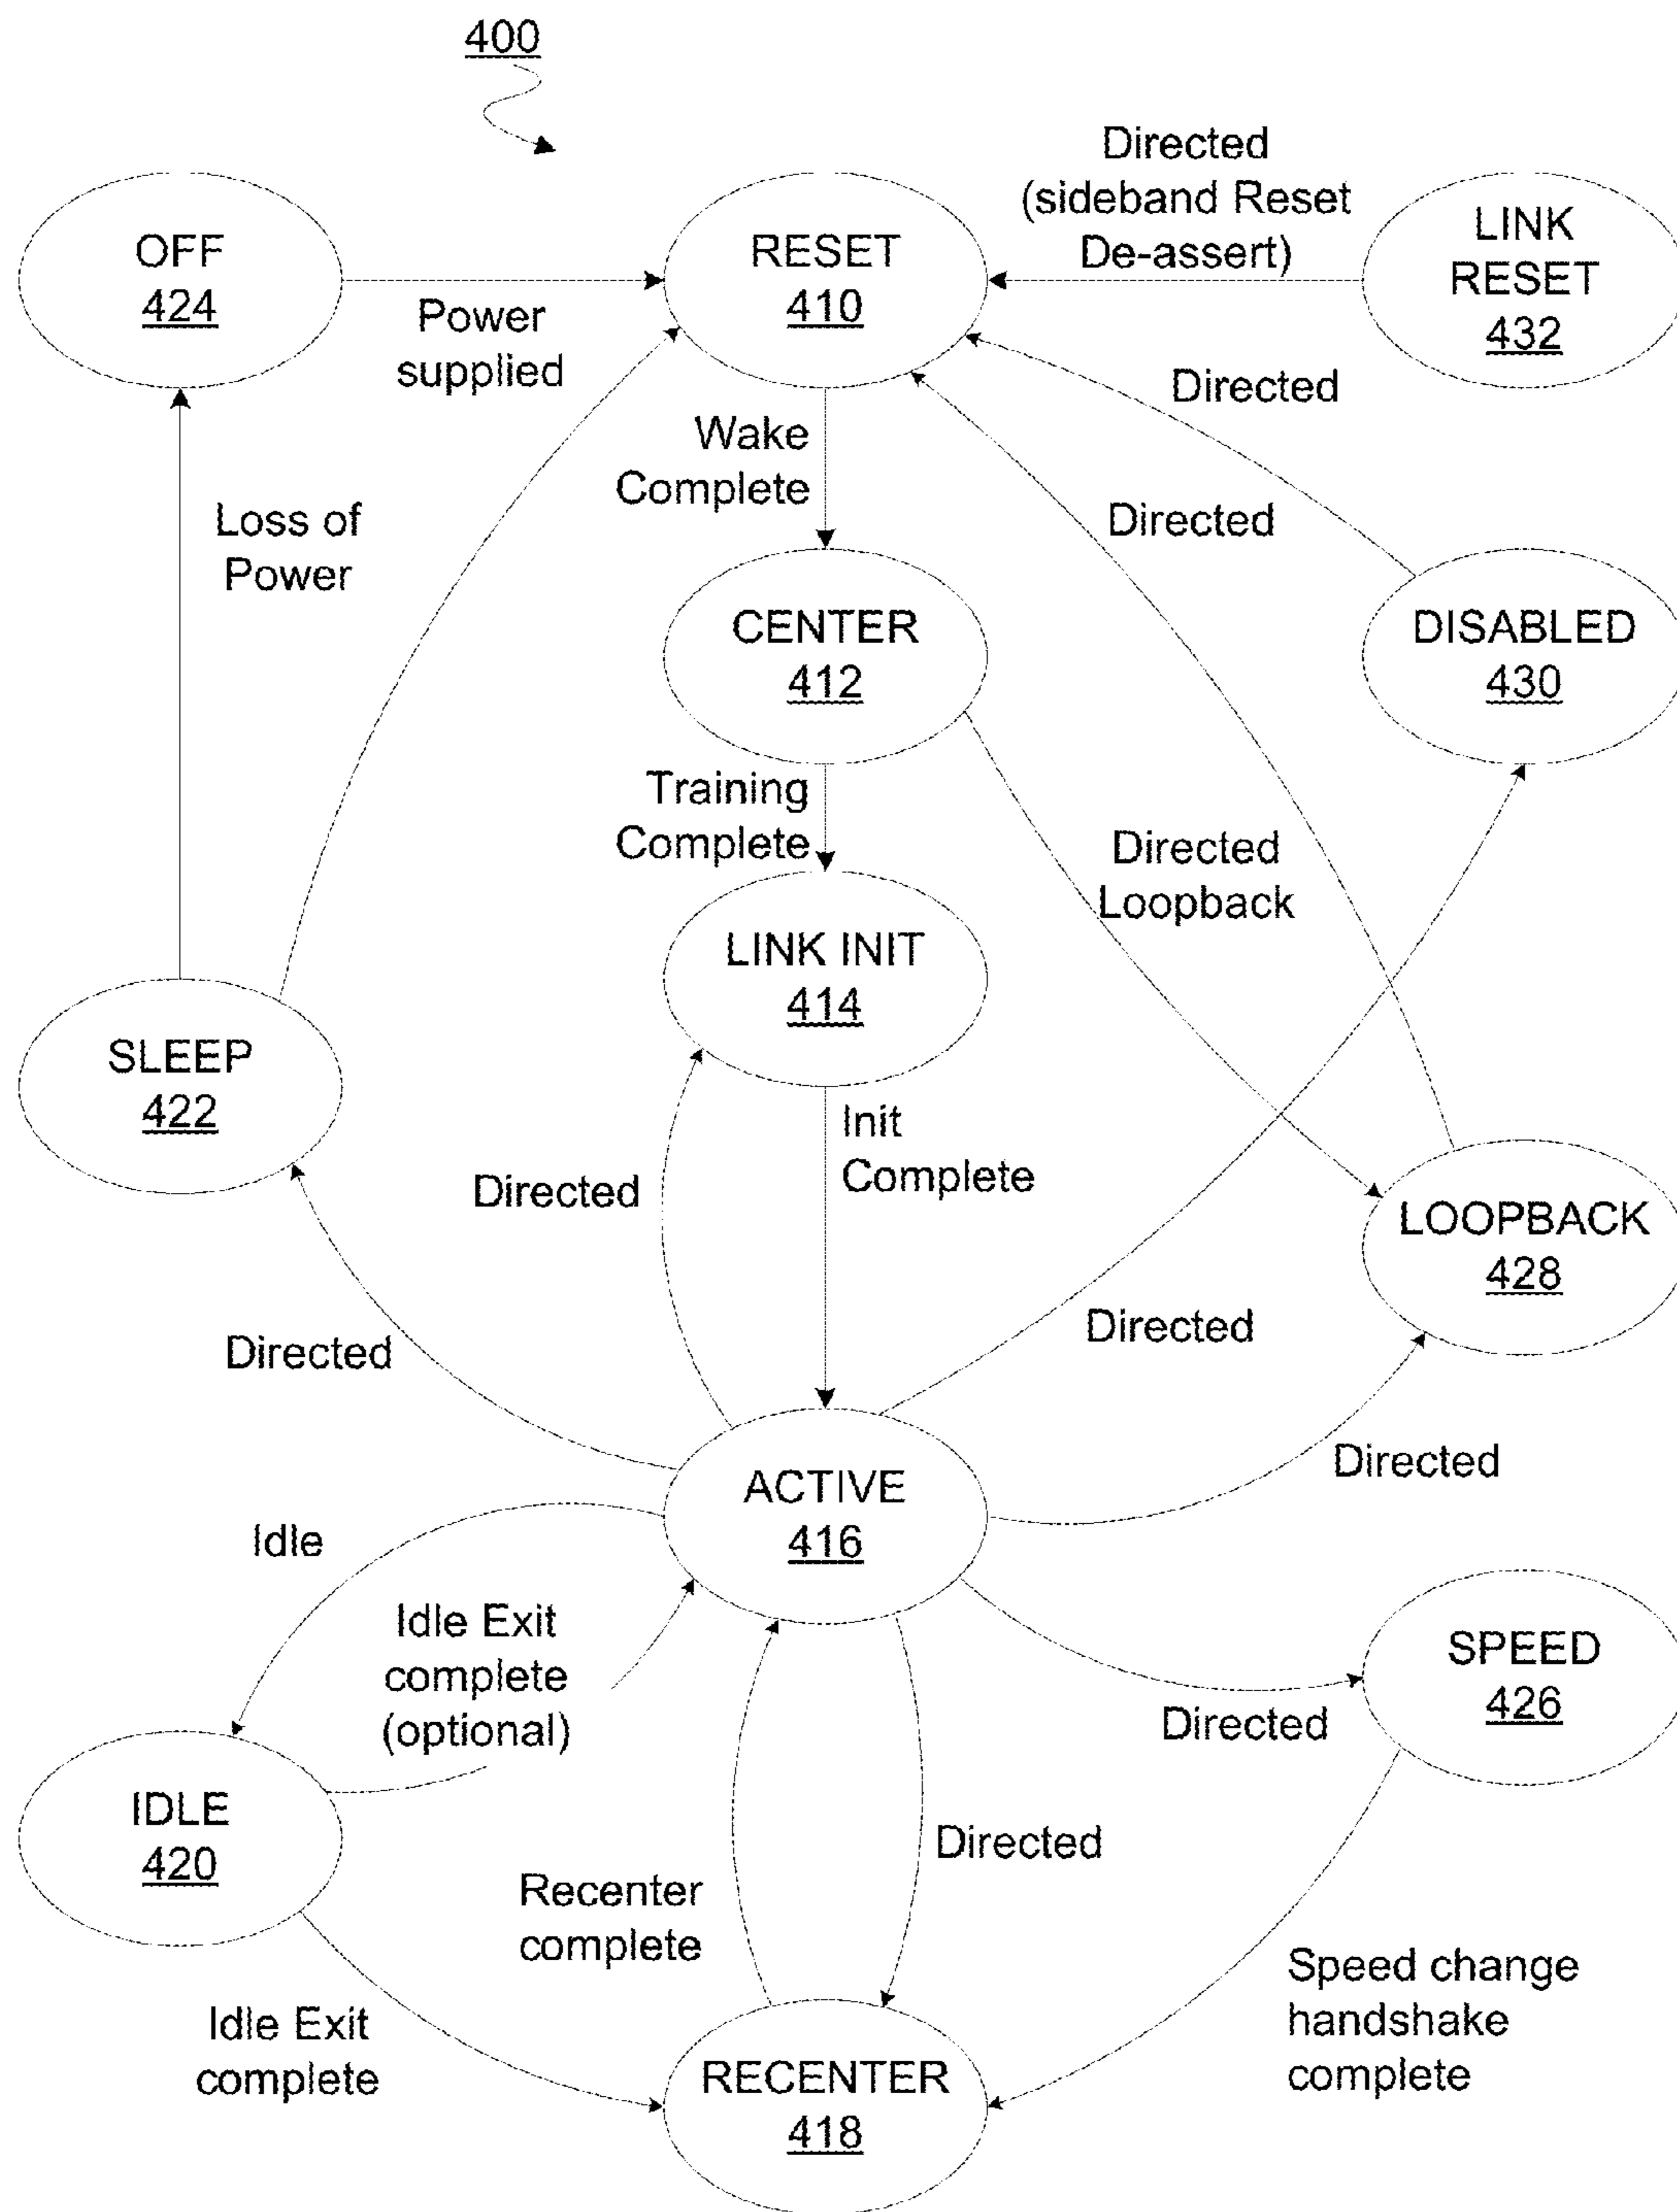 400
OFF
424
Power
supplied
RESET
410
Directed
(sideband Reset
De-assert)
LINK
RESET
432
Wake
Complete
Directed
Directed
Loss of
Power
CENTER
412
DISABLED
430
Training
Complete
Directed
Loopback
LINK INIT
414
SLEEP
422
Init
Complete
Directed
LOOPBACK
428
Directed
Directed
Directed
ACTIVE
416
Idle
Idle Exit
complete
(optional)
SPEED
426
Directed
IDLE
420
Directed
Recenter
complete
Idle Exit
complete
Speed change
handshake
complete
RECENTER
418